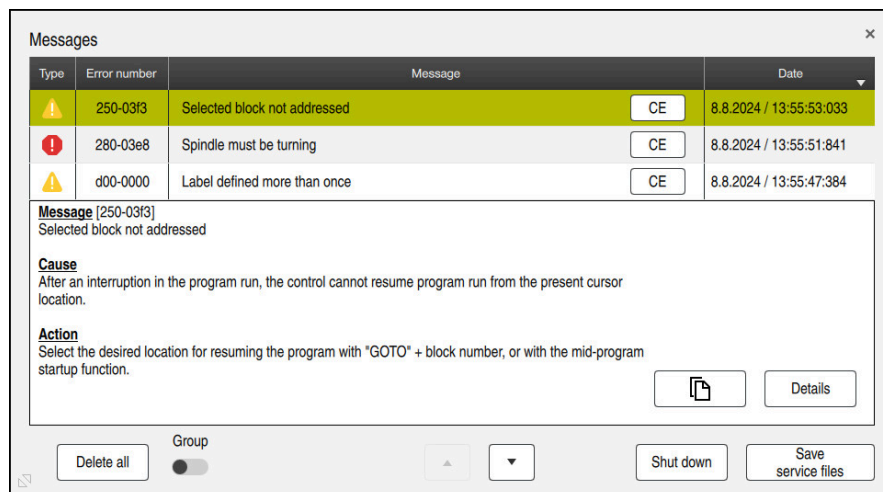 Messages
Type Error number Message Date
250-03f3 Selected block not addressed CE 8.8.2024 / 13:55:53:033
280-03e8 Spindle must be turning CE 8.8.2024 / 13:55:51:841
d00-0000 Label defined more than once CE 8.8.2024 / 13:55:47:384
Message [250-03f3]
Selected block not addressed
Cause
After an interruption in the program run, the control cannot resume program run from the present cursor
location.
Action
Select the desired location for resuming the program with "GOTO" + block number, or with the mid-program
startup function.
Details
Delete all
Group
Shut down
Save
service files